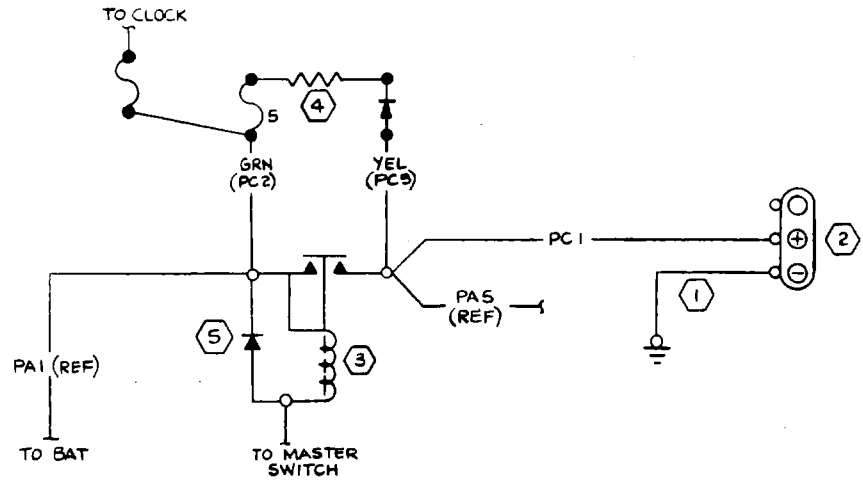 TO CLOCK
4
5
GRN
(PC2)
YEL
(PC3)
PC1
+
2
-
1
PA5
(REF)
5
3
PA1 (REF)
TO BAT
TO MASTER
SWITCH